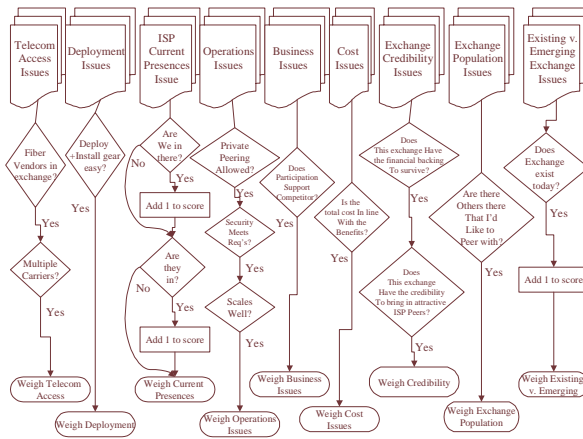 Telecom
Access
Issues
Deployment
Issues
ISP
Current
Presences
Issue
Operations
Issues
Business
Issues
Cost
Issues
Exchange
Credibility
Issues
Exchange
Population
Issues
Existing v.
Emerging
Exchange
Issues
Fiber
Vendors in
exchange?
Yes
Multiple
Carriers?
Yes
Weigh Telecom
Access
Deploy
+Install gear
easy?
Yes
Weigh Deployment
Are
We in
there?
No
Yes
Add 1 to score
Are
they
in?
No
Yes
Add 1 to score
Weigh Current
Presences
Private
Peering
Allowed?
Yes
Security
Meets
Req's?
Yes
Scales
Well?
Yes
Weigh Operations
Issues
Does
Participation
Support
Competitor?
Yes
Weigh Business
Issues
Is the
total cost In line
With the
Benefits?
Yes
Weigh Cost
Issues
Does
This exchange Have
the financial backing
To survive?
Yes
Does
This exchange
Have the credibility
To bring in attractive
ISP Peers?
Yes
Weigh Credibility
Are there
Others there
That I'd
Like to
Peer with?
Yes
Weigh Exchange
Population
Does
Exchange
exist
today?
Yes
Add 1 to score
Weigh Existing
v. Emerging